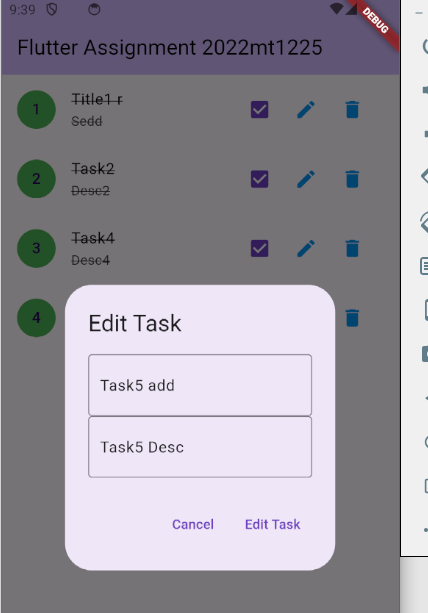 9:39
DEBUG
Flutter Assignment 2022mt1225
1
Title1 r
Sedd
2
Task2
Desc2
3
Task4
Desc4
4
Edit Task
Task5 add
Task5 Desc
Cancel
Edit Task